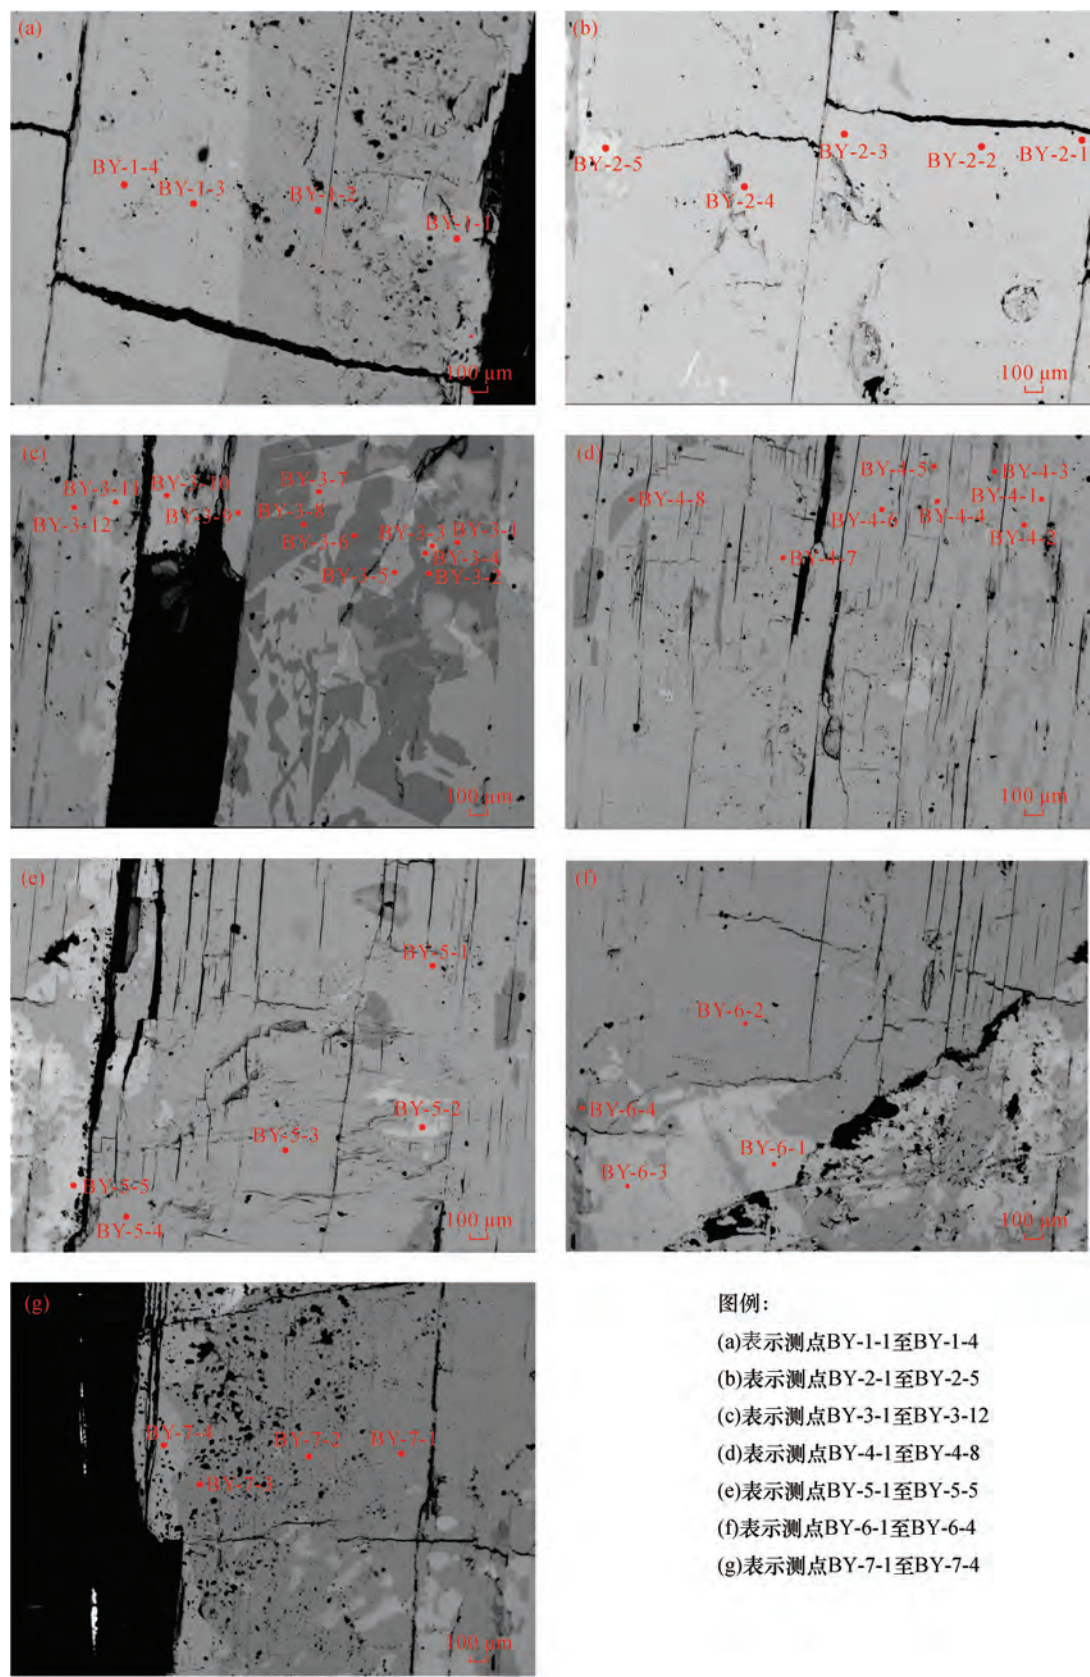 (a)
BY-1-4
BY-1-3
BY-1-2
BY-1-1
100 μm
(b)
BY-2-5
BY-2-4
BY-2-3
BY-2-2
BY-2-1
100 μm
(c)
BY-3-11
BY-3-10
BY-3-12
BY-3-9
BY-3-7
BY-3-8
BY-3-6
BY-3-3
BY-3-1
BY-3-4
BY-3-5
BY-3-2
100 μm
(d)
BY-4-8
BY-4-5
BY-4-3
BY-4-1
BY-4-6
BY-4-4
BY-4-2
BY-4-7
100 μm
(e)
BY-5-1
BY-5-2
BY-5-3
BY-5-5
BY-5-4
100 μm
(f)
BY-6-2
BY-6-4
BY-6-1
BY-6-3
100 μm
(g)
BY-7-4
BY-7-2
BY-7-1
BY-7-3
100 μm
图例:
(a)表示测点BY-1-1至BY-1-4
(b)表示测点BY-2-1至BY-2-5
(c)表示测点BY-3-1至BY-3-12
(d)表示测点BY-4-1至BY-4-8
(e)表示测点BY-5-1至BY-5-5
(f)表示测点BY-6-1至BY-6-4
(g)表示测点BY-7-1至BY-7-4